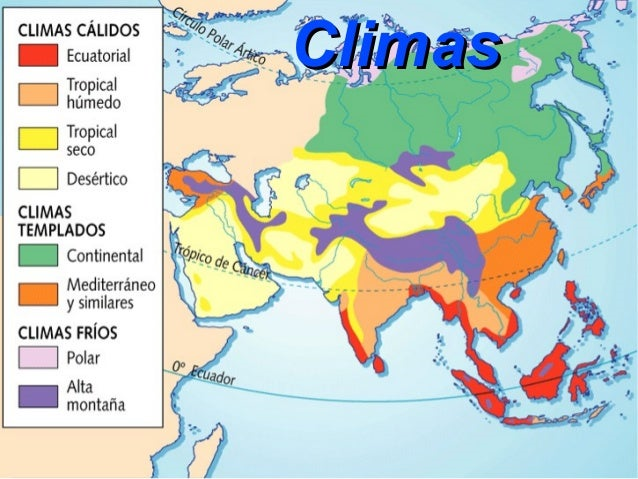 Climas
CLIMAS CÁLIDOS
Ecuatorial
Tropical
húmedo
Tropical
seco
Desértico
CLIMAS
TEMPLADOS
Continental
Mediterráneo
y similares
CLIMAS FRÍOS
Polar
Alta
montaña
Círculo Polar Ártico
Trópico de Cáncer
0º Ecuador